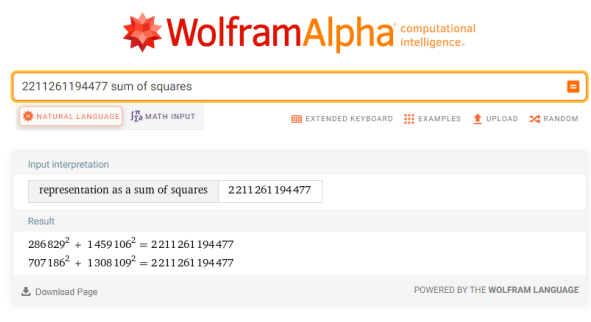 WolframAlpha computational intelligence.
2211261194477 sum of squares
NATURAL LANGUAGE MATH INPUT EXTENDED KEYBOARD EXAMPLES UPLOAD RANDOM
Input interpretation
representation as a sum of squares 2211261194477
Result
286829² + 1459106² = 2211261194477
707186² + 1308109² = 2211261194477
Download Page POWERED BY THE WOLFRAM LANGUAGE